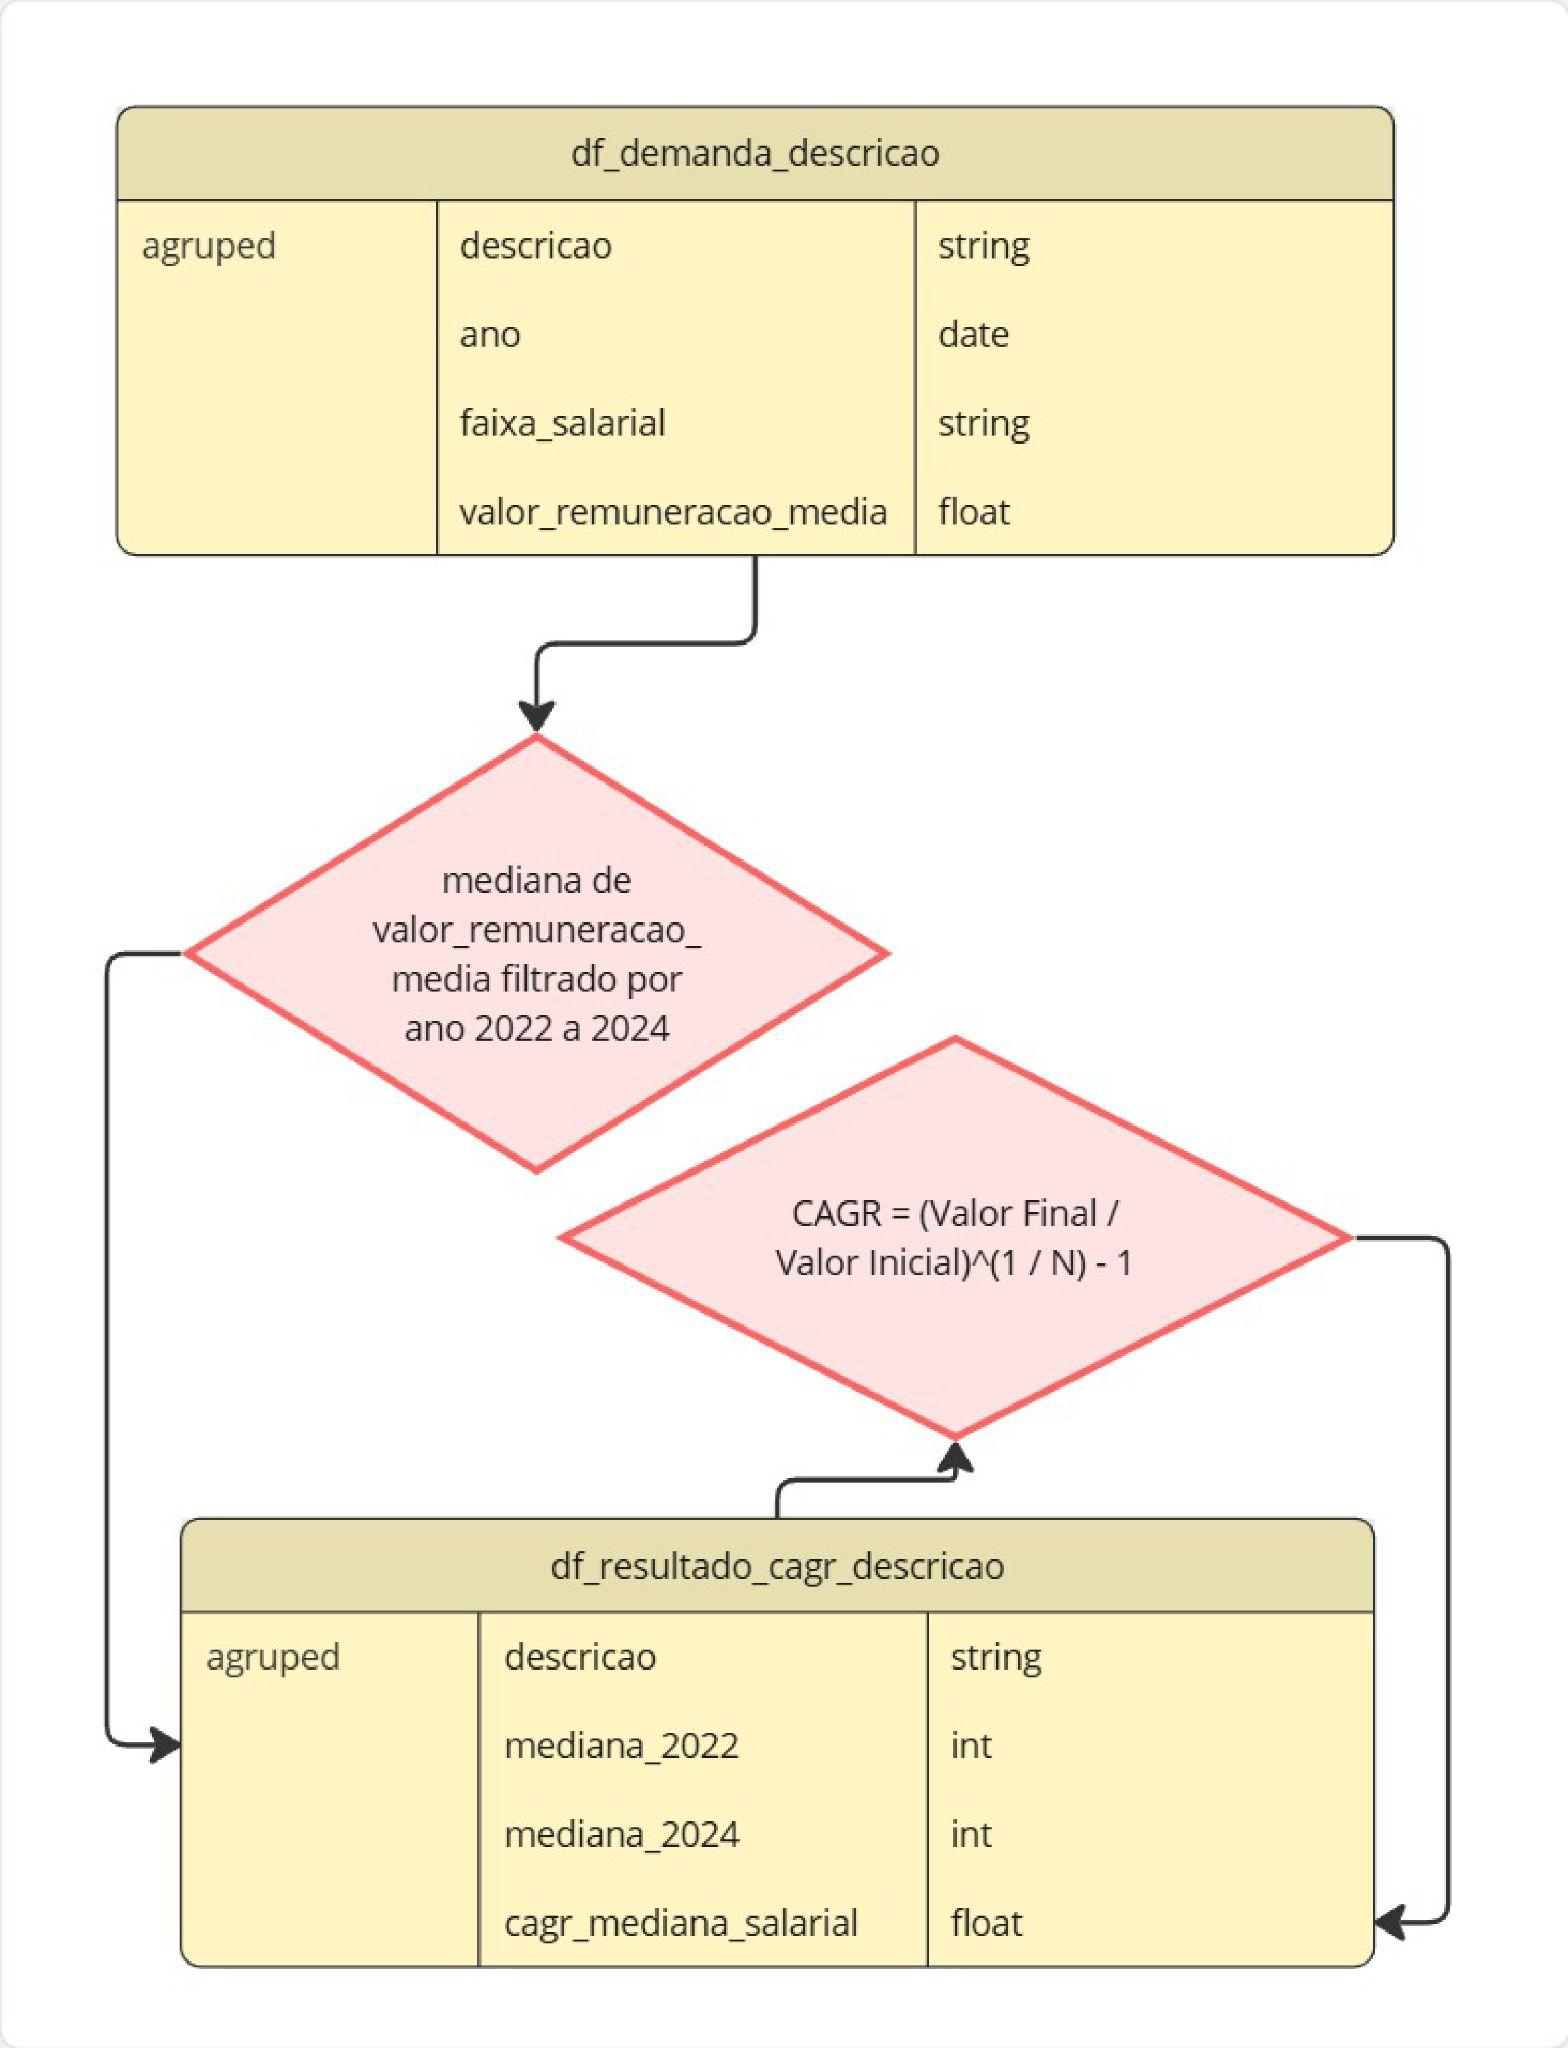 df_demanda_descricao
agruped descricao string
ano date
faixa_salarial string
valor_remuneracao_media float
mediana de
valor_remuneracao_
media filtrado por
ano 2022 a 2024
CAGR = (Valor Final /
Valor Inicial)^(1 / N) - 1
df_resultado_cagr_descricao
agruped descricao string
mediana_2022 int
mediana_2024 int
cagr_mediana_salarial float